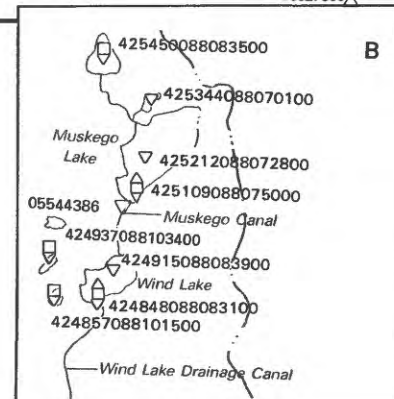 B
425450088083500
425344088070100
Muskego
Lake
425212088072800
425109088075000
05544386
Muskego Canal
424937088103400
424915088083900
Wind Lake
424848088083100
424857088101500
Wind Lake Drainage Canal